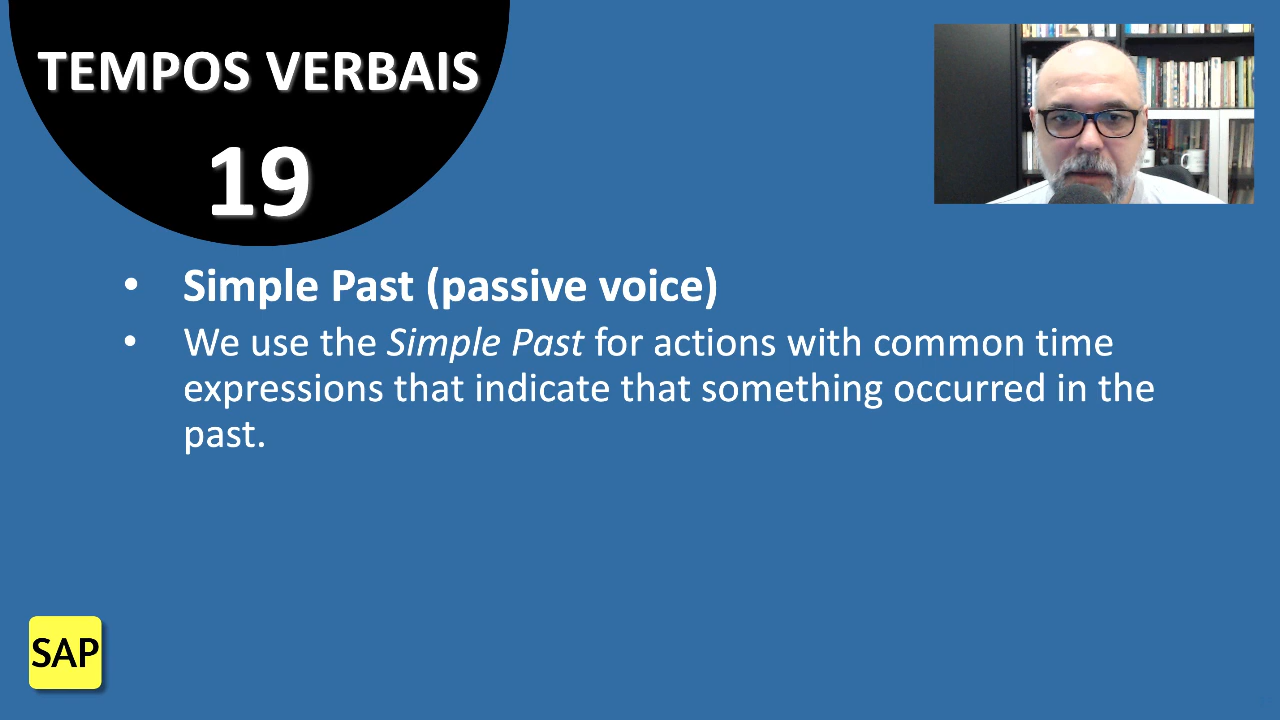 TEMPOS VERBAIS
19
• Simple Past (passive voice)
• We use the Simple Past for actions with common time
expressions that indicate that something occurred in the
past.
SAP